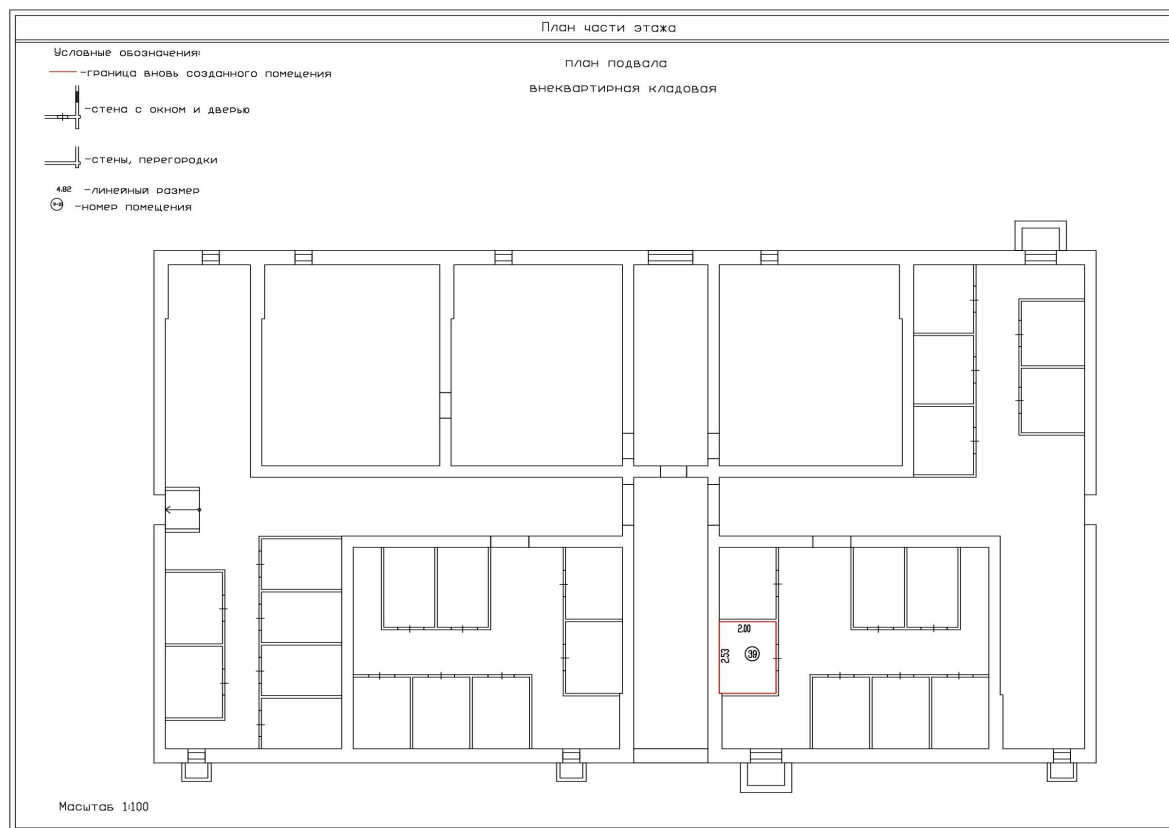 План части этажа
Условные обозначения:
-граница вновь созданного помещения
план подвала
внеквартирная кладовая
-стена с окном и дверью
-стены, перегородки
4.82 -линейный размер
-номер помещения
2.00
2.53
39
Масштаб 1:100